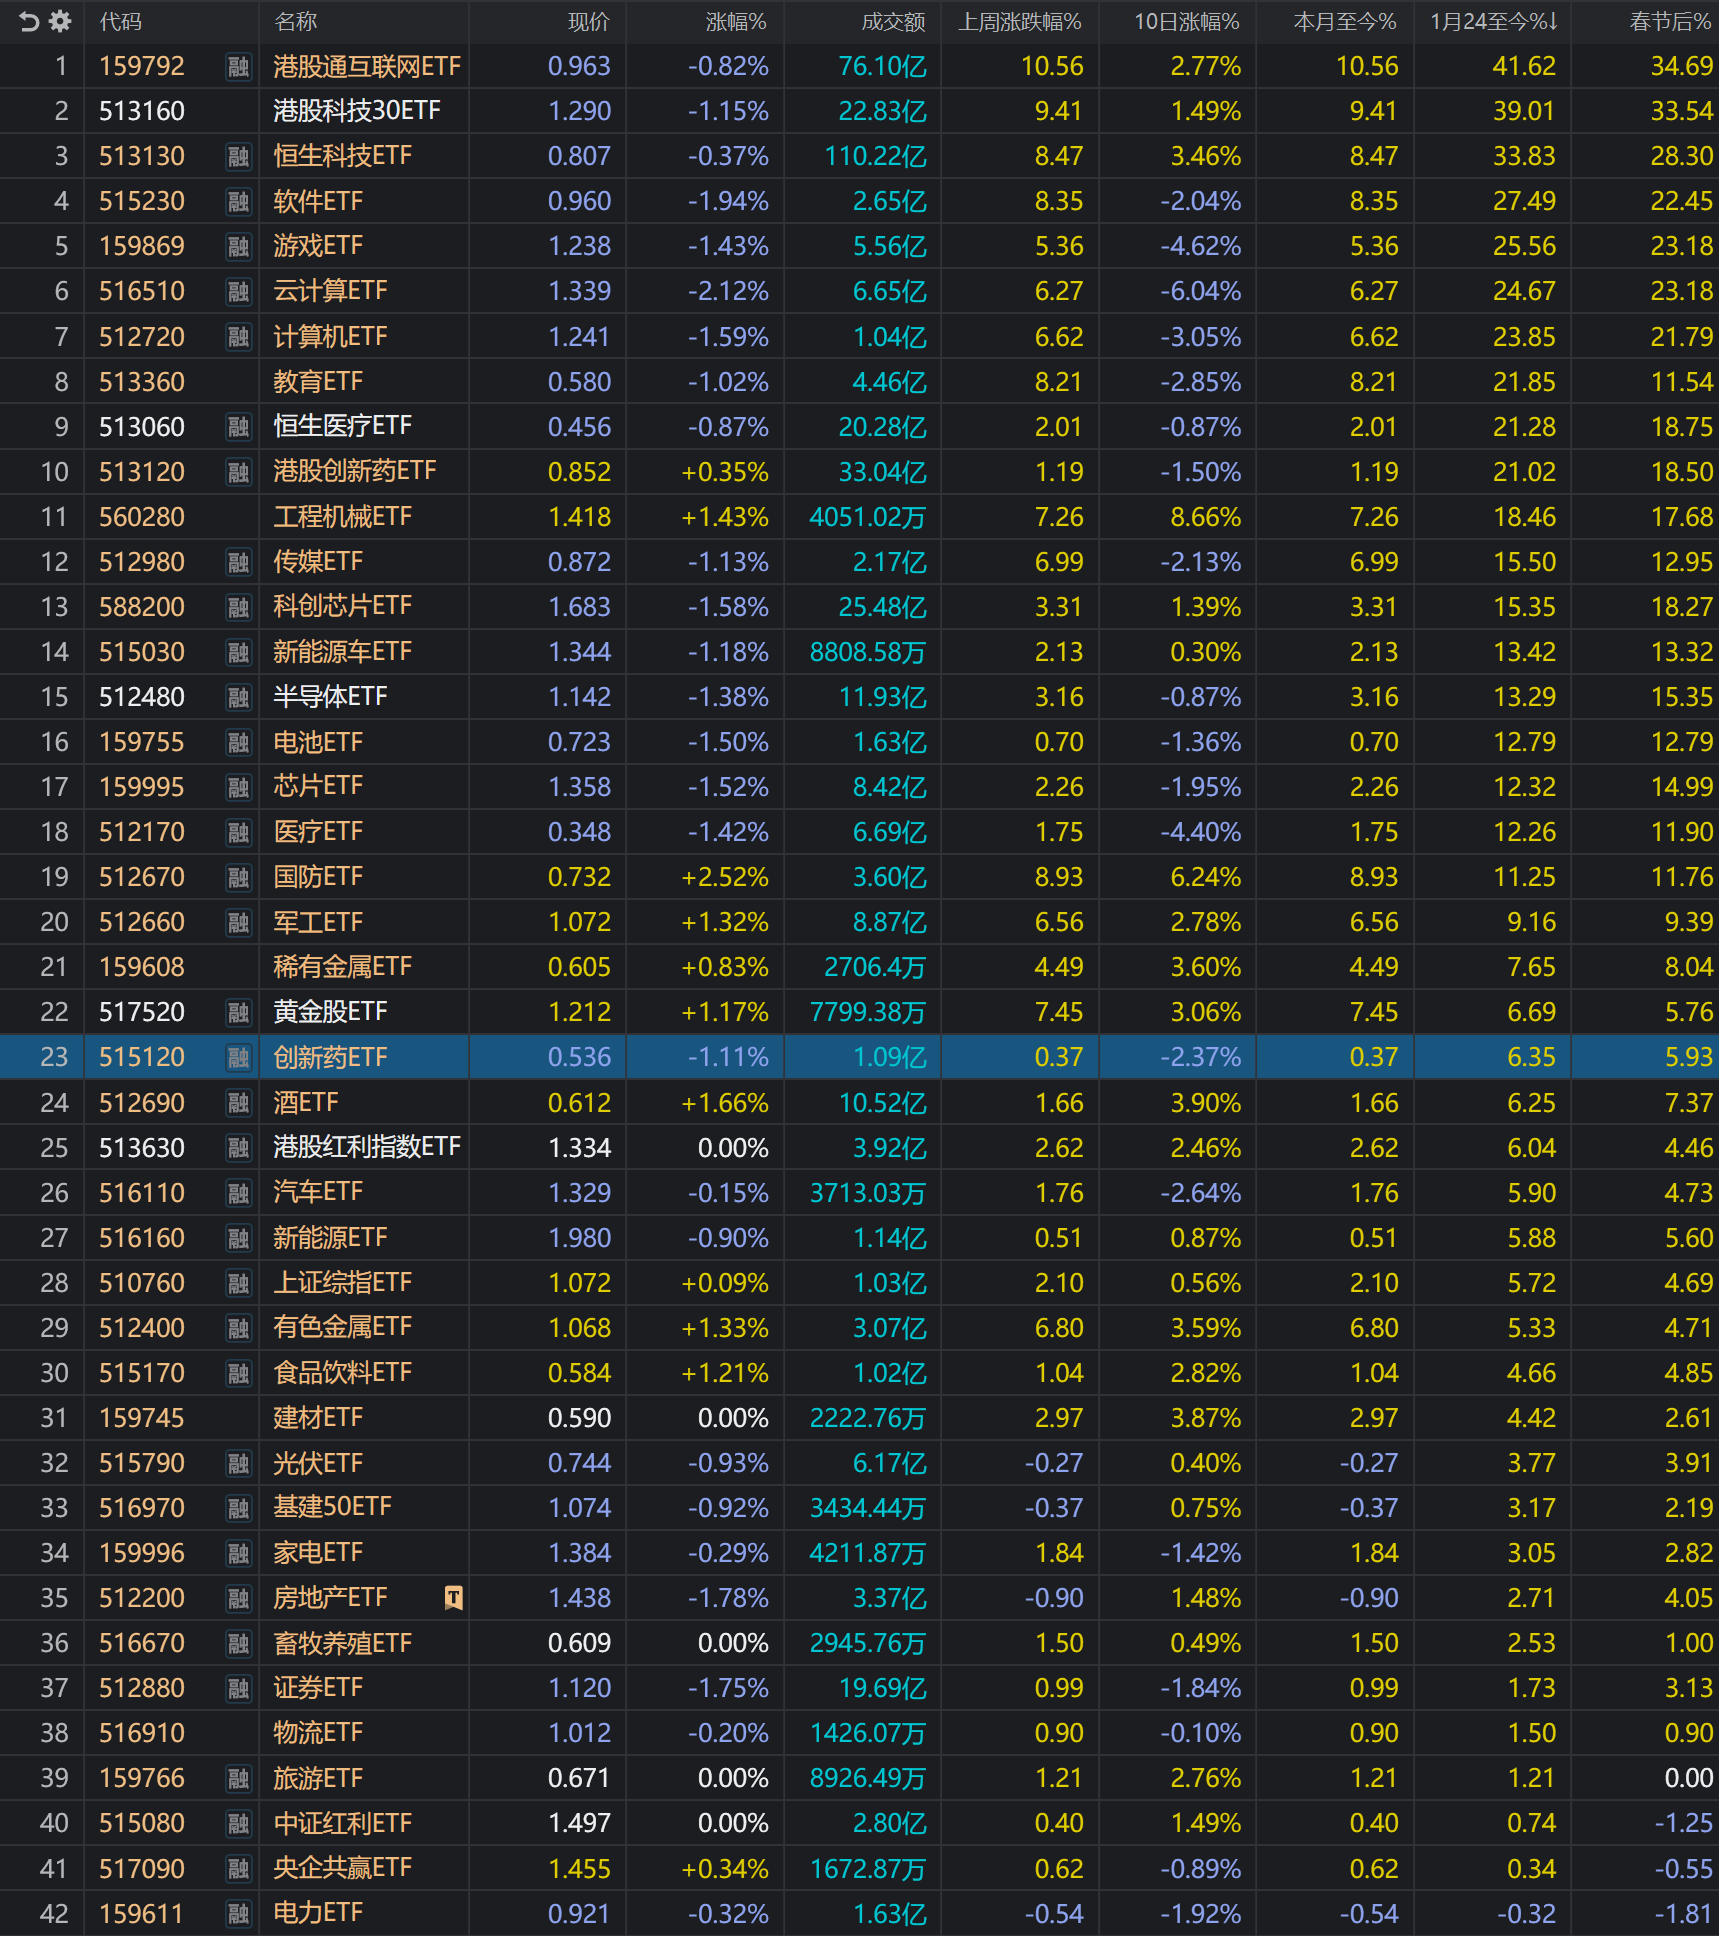 代码 名称 现价 涨幅% 成交额 上周涨跌幅% 10日涨幅% 本月至今% 1月24至今%↓ 春节后%
1 159792 融 港股通互联网ETF 0.963 -0.82% 76.10亿 10.56 2.77% 10.56 41.62 34.69
2 513160 港股科技30ETF 1.290 -1.15% 22.83亿 9.41 1.49% 9.41 39.01 33.54
3 513130 融 恒生科技ETF 0.807 -0.37% 110.22亿 8.47 3.46% 8.47 33.83 28.30
4 515230 融 软件ETF 0.960 -1.94% 2.65亿 8.35 -2.04% 8.35 27.49 22.45
5 159869 融 游戏ETF 1.238 -1.43% 5.56亿 5.36 -4.62% 5.36 25.56 23.18
6 516510 融 云计算ETF 1.339 -2.12% 6.65亿 6.27 -6.04% 6.27 24.67 23.18
7 512720 融 计算机ETF 1.241 -1.59% 1.04亿 6.62 -3.05% 6.62 23.85 21.79
8 513360 教育ETF 0.580 -1.02% 4.46亿 8.21 -2.85% 8.21 21.85 11.54
9 513060 融 恒生医疗ETF 0.456 -0.87% 20.28亿 2.01 -0.87% 2.01 21.28 18.75
10 513120 融 港股创新药ETF 0.852 +0.35% 33.04亿 1.19 -1.50% 1.19 21.02 18.50
11 560280 工程机械ETF 1.418 +1.43% 4051.02万 7.26 8.66% 7.26 18.46 17.68
12 512980 融 传媒ETF 0.872 -1.13% 2.17亿 6.99 -2.13% 6.99 15.50 12.95
13 588200 融 科创芯片ETF 1.683 -1.58% 25.48亿 3.31 1.39% 3.31 15.35 18.27
14 515030 融 新能源车ETF 1.344 -1.18% 8808.58万 2.13 0.30% 2.13 13.42 13.32
15 512480 融 半导体ETF 1.142 -1.38% 11.93亿 3.16 -0.87% 3.16 13.29 15.35
16 159755 融 电池ETF 0.723 -1.50% 1.63亿 0.70 -1.36% 0.70 12.79 12.79
17 159995 融 芯片ETF 1.358 -1.52% 8.42亿 2.26 -1.95% 2.26 12.32 14.99
18 512170 融 医疗ETF 0.348 -1.42% 6.69亿 1.75 -4.40% 1.75 12.26 11.90
19 512670 融 国防ETF 0.732 +2.52% 3.60亿 8.93 6.24% 8.93 11.25 11.76
20 512660 融 军工ETF 1.072 +1.32% 8.87亿 6.56 2.78% 6.56 9.16 9.39
21 159608 稀有金属ETF 0.605 +0.83% 2706.4万 4.49 3.60% 4.49 7.65 8.04
22 517520 融 黄金股ETF 1.212 +1.17% 7799.38万 7.45 3.06% 7.45 6.69 5.76
23 515120 融 创新药ETF 0.536 -1.11% 1.09亿 0.37 -2.37% 0.37 6.35 5.93
24 512690 融 酒ETF 0.612 +1.66% 10.52亿 1.66 3.90% 1.66 6.25 7.37
25 513630 融 港股红利指数ETF 1.334 0.00% 3.92亿 2.62 2.46% 2.62 6.04 4.46
26 516110 融 汽车ETF 1.329 -0.15% 3713.03万 1.76 -2.64% 1.76 5.90 4.73
27 516160 融 新能源ETF 1.980 -0.90% 1.14亿 0.51 0.87% 0.51 5.88 5.60
28 510760 融 上证综指ETF 1.072 +0.09% 1.03亿 2.10 0.56% 2.10 5.72 4.69
29 512400 融 有色金属ETF 1.068 +1.33% 3.07亿 6.80 3.59% 6.80 5.33 4.71
30 515170 融 食品饮料ETF 0.584 +1.21% 1.02亿 1.04 2.82% 1.04 4.66 4.85
31 159745 建材ETF 0.590 0.00% 2222.76万 2.97 3.87% 2.97 4.42 2.61
32 515790 融 光伏ETF 0.744 -0.93% 6.17亿 -0.27 0.40% -0.27 3.77 3.91
33 516970 融 基建50ETF 1.074 -0.92% 3434.44万 -0.37 0.75% -0.37 3.17 2.19
34 159996 融 家电ETF 1.384 -0.29% 4211.87万 1.84 -1.42% 1.84 3.05 2.82
35 512200 融 房地产ETF T 1.438 -1.78% 3.37亿 -0.90 1.48% -0.90 2.71 4.05
36 516670 融 畜牧养殖ETF 0.609 0.00% 2945.76万 1.50 0.49% 1.50 2.53 1.00
37 512880 融 证券ETF 1.120 -1.75% 19.69亿 0.99 -1.84% 0.99 1.73 3.13
38 516910 物流ETF 1.012 -0.20% 1426.07万 0.90 -0.10% 0.90 1.50 0.90
39 159766 融 旅游ETF 0.671 0.00% 8926.49万 1.21 2.76% 1.21 1.21 0.00
40 515080 融 中证红利ETF 1.497 0.00% 2.80亿 0.40 1.49% 0.40 0.74 -1.25
41 517090 融 央企共赢ETF 1.455 +0.34% 1672.87万 0.62 -0.89% 0.62 0.34 -0.55
42 159611 融 电力ETF 0.921 -0.32% 1.63亿 -0.54 -1.92% -0.54 -0.32 -1.81